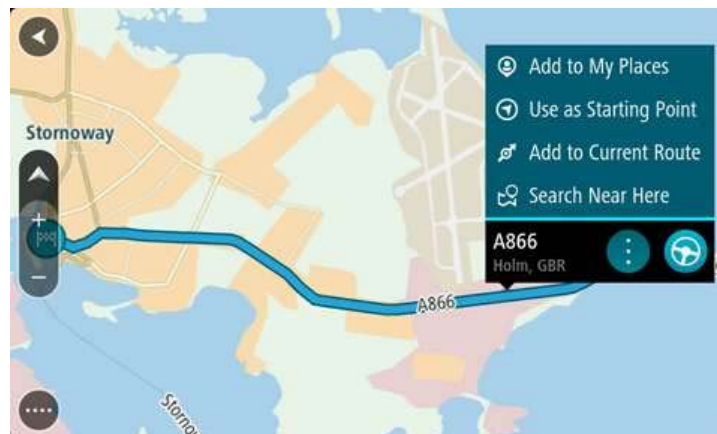 Stornoway
Add to My Places
Use as Starting Point
Add to Current Route
Search Near Here
A866
Holm, GBR
A866